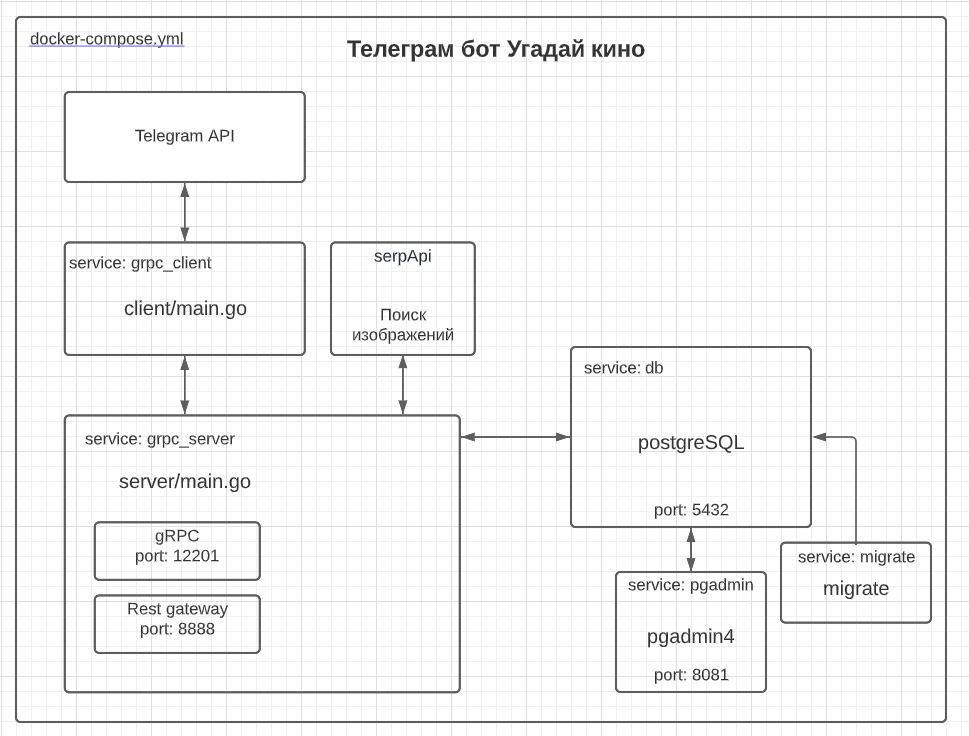 docker-compose.yml
Телеграм бот Угадай кино
Telegram API
service: grpc_client
client/main.go
serpApi
Поиск
изображений
service: grpc_server
server/main.go
gRPC
port: 12201
Rest gateway
port: 8888
service: db
postgreSQL
port: 5432
service: pgadmin
pgadmin4
port: 8081
service: migrate
migrate